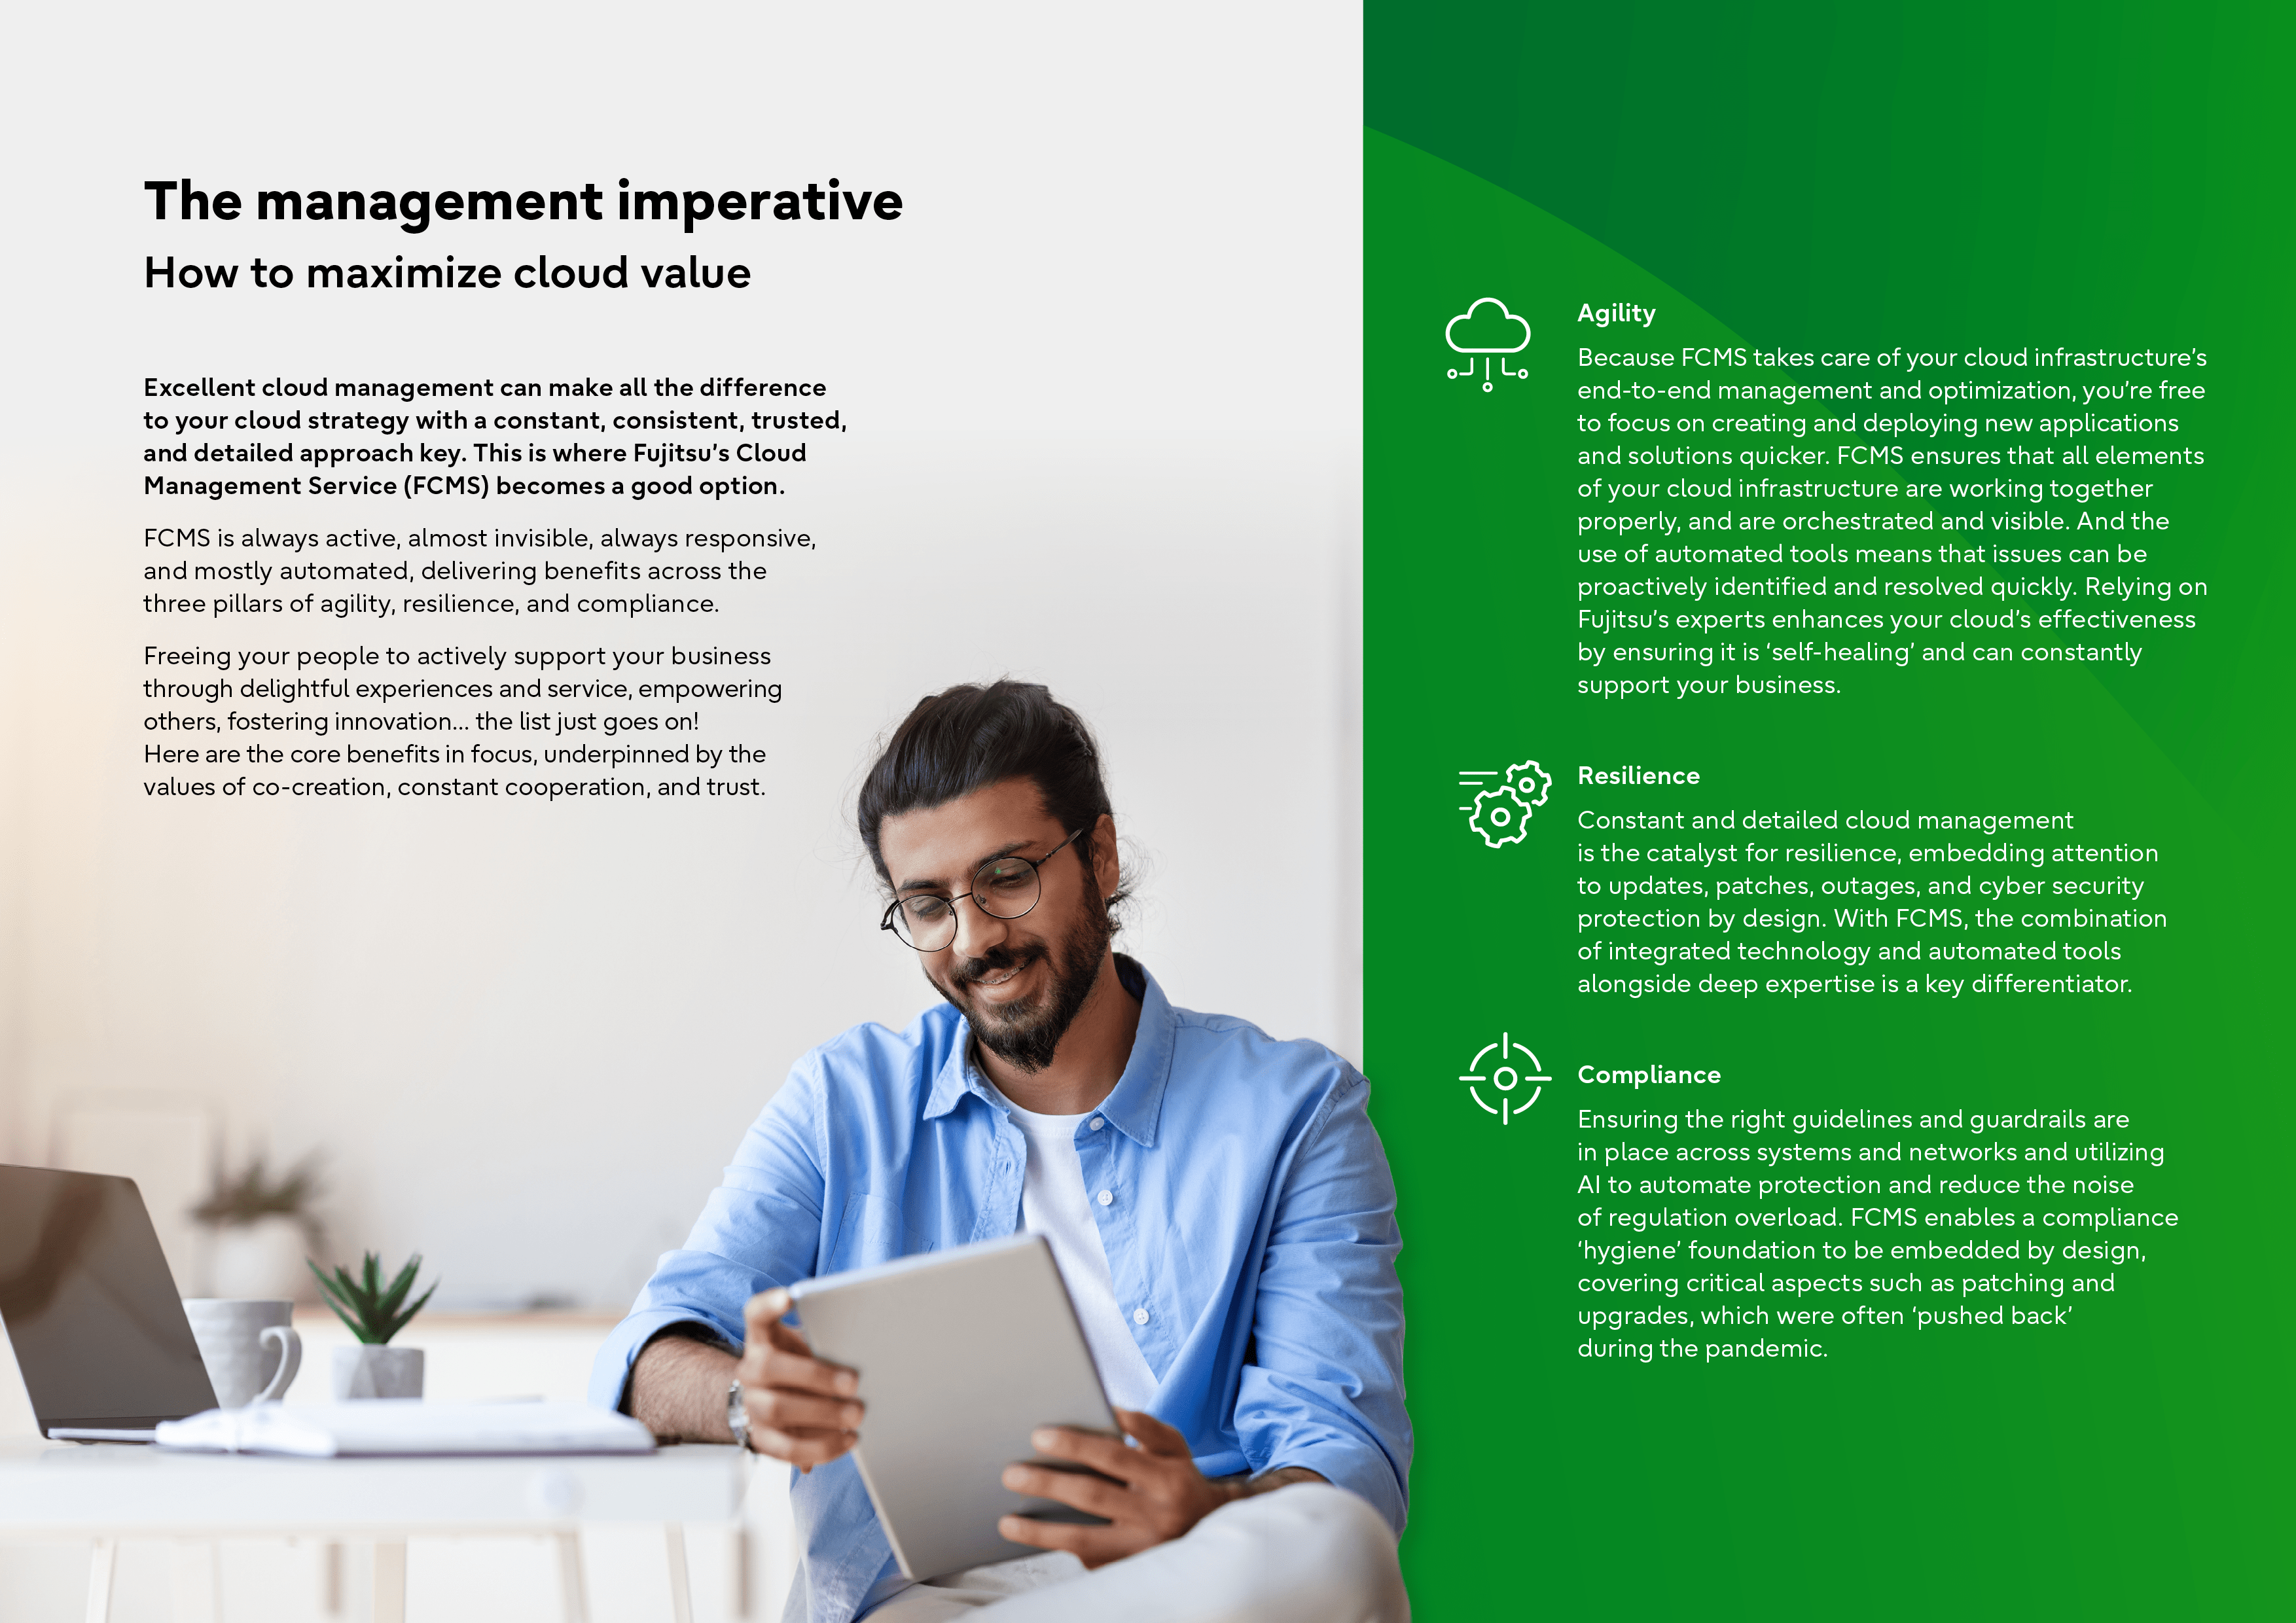 The management imperative
How to maximize cloud value
Excellent cloud management can make all the difference
to your cloud strategy with a constant, consistent, trusted,
and detailed approach key. This is where Fujitsu’s Cloud
Management Service (FCMS) becomes a good option.
FCMS is always active, almost invisible, always responsive,
and mostly automated, delivering benefits across the
three pillars of agility, resilience, and compliance.
Freeing your people to actively support your business
through delightful experiences and service, empowering
others, fostering innovation... the list just goes on!
Here are the core benefits in focus, underpinned by the
values of co-creation, constant cooperation, and trust.
Agility
Because FCMS takes care of your cloud infrastructure’s
end-to-end management and optimization, you’re free
to focus on creating and deploying new applications
and solutions quicker. FCMS ensures that all elements
of your cloud infrastructure are working together
properly, and are orchestrated and visible. And the
use of automated tools means that issues can be
proactively identified and resolved quickly. Relying on
Fujitsu’s experts enhances your cloud’s effectiveness
by ensuring it is ‘self-healing’ and can constantly
support your business.
Resilience
Constant and detailed cloud management
is the catalyst for resilience, embedding attention
to updates, patches, outages, and cyber security
protection by design. With FCMS, the combination
of integrated technology and automated tools
alongside deep expertise is a key differentiator.
Compliance
Ensuring the right guidelines and guardrails are
in place across systems and networks and utilizing
AI to automate protection and reduce the noise
of regulation overload. FCMS enables a compliance
‘hygiene’ foundation to be embedded by design,
covering critical aspects such as patching and
upgrades, which were often ‘pushed back’
during the pandemic.